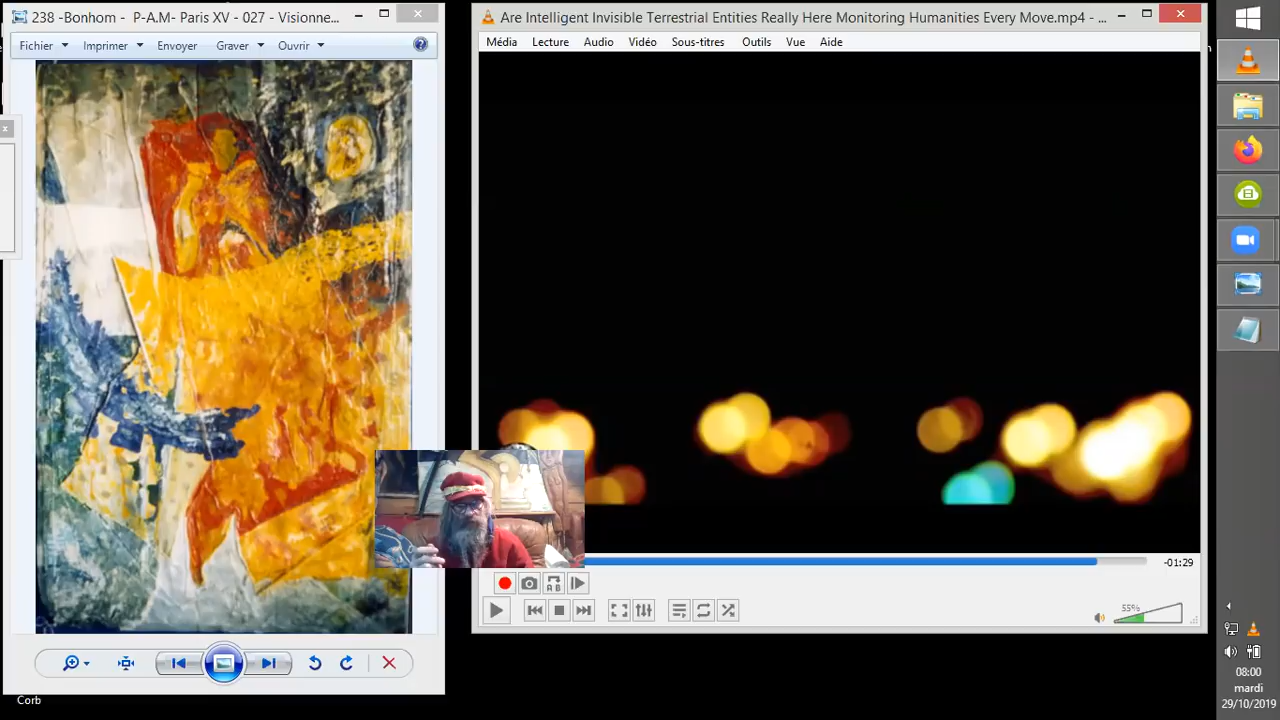 238 -Bonhom - P-A.M- Paris XV - 027 - Visionne...
Fichier Imprimer Envoyer Graver Ouvrir
Are Intelligent Invisible Terrestrial Entities Really Here Monitoring Humanities Every Move.mp4 - ...
Média Lecture Audio Vidéo Sous-titres Outils Vue Aide
-01:29
A B
55%
Corb
08:00
mardi
29/10/2019